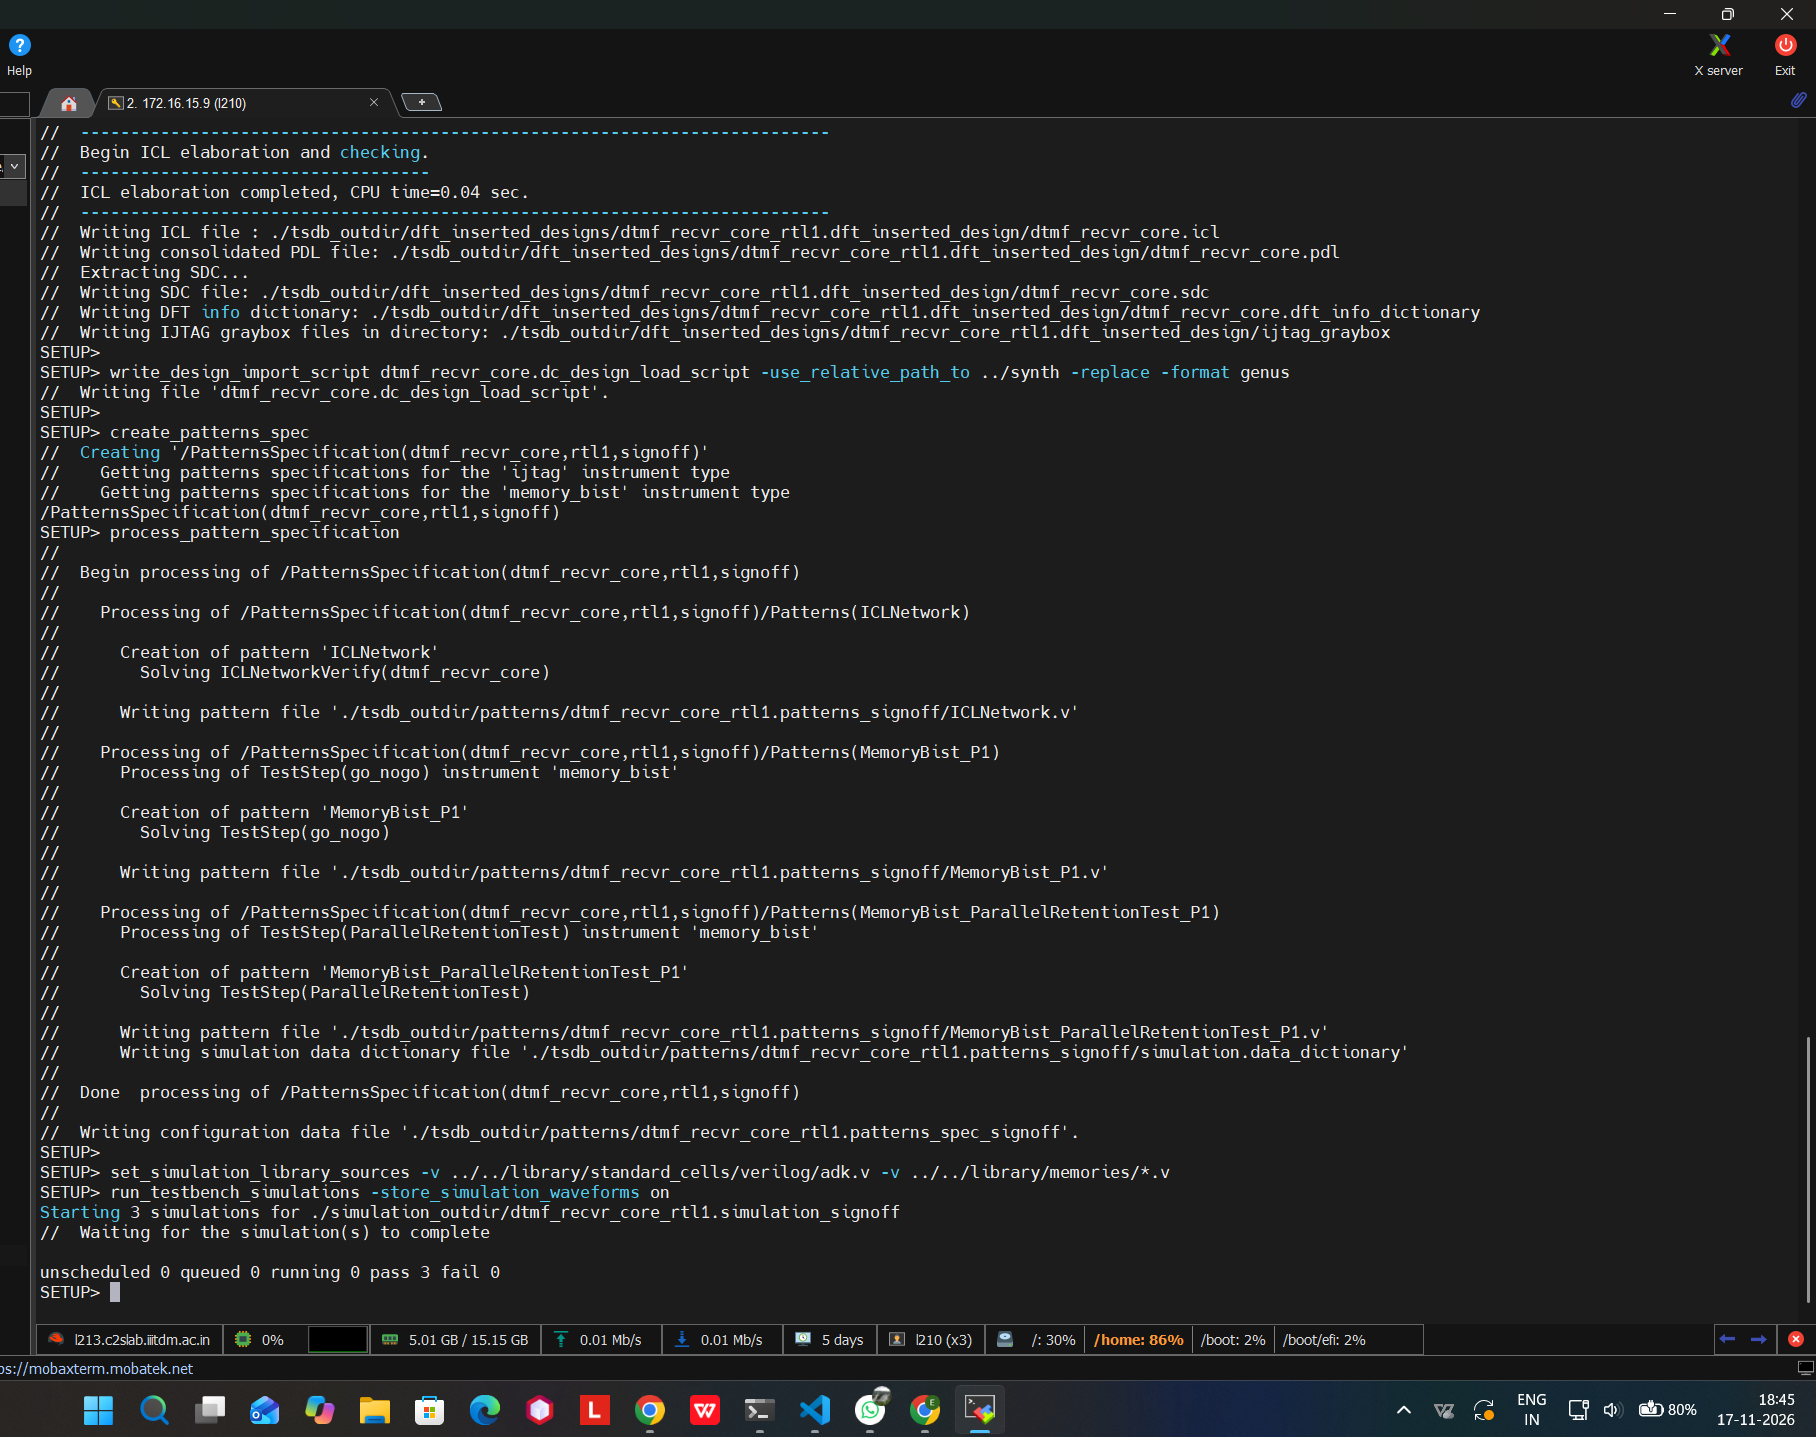 Help
X server
Exit
2. 172.16.15.9 (l210)
// ---------------------------------------------------------------------------
// Begin ICL elaboration and checking.
// -----------------------------------
// ICL elaboration completed, CPU time=0.04 sec.
// ---------------------------------------------------------------------------
// Writing ICL file : ./tsdb_outdir/dft_inserted_designs/dtmf_recvr_core_rtl1.dft_inserted_design/dtmf_recvr_core.icl
// Writing consolidated PDL file: ./tsdb_outdir/dft_inserted_designs/dtmf_recvr_core_rtl1.dft_inserted_design/dtmf_recvr_core.pdl
// Extracting SDC...
// Writing SDC file: ./tsdb_outdir/dft_inserted_designs/dtmf_recvr_core_rtl1.dft_inserted_design/dtmf_recvr_core.sdc
// Writing DFT info dictionary: ./tsdb_outdir/dft_inserted_designs/dtmf_recvr_core_rtl1.dft_inserted_design/dtmf_recvr_core.dft_info_dictionary
// Writing IJTAG graybox files in directory: ./tsdb_outdir/dft_inserted_designs/dtmf_recvr_core_rtl1.dft_inserted_design/ijtag_graybox
SETUP>
SETUP> write_design_import_script dtmf_recvr_core.dc_design_load_script -use_relative_path_to ../synth -replace -format genus
// Writing file 'dtmf_recvr_core.dc_design_load_script'.
SETUP>
SETUP> create_patterns_spec
// Creating '/PatternsSpecification(dtmf_recvr_core,rtl1,signoff)'
// Getting patterns specifications for the 'ijtag' instrument type
// Getting patterns specifications for the 'memory_bist' instrument type
/PatternsSpecification(dtmf_recvr_core,rtl1,signoff)
SETUP> process_pattern_specification
//
// Begin processing of /PatternsSpecification(dtmf_recvr_core,rtl1,signoff)
//
// Processing of /PatternsSpecification(dtmf_recvr_core,rtl1,signoff)/Patterns(ICLNetwork)
//
// Creation of pattern 'ICLNetwork'
// Solving ICLNetworkVerify(dtmf_recvr_core)
//
// Writing pattern file './tsdb_outdir/patterns/dtmf_recvr_core_rtl1.patterns_signoff/ICLNetwork.v'
//
// Processing of /PatternsSpecification(dtmf_recvr_core,rtl1,signoff)/Patterns(MemoryBist_P1)
// Processing of TestStep(go_nogo) instrument 'memory_bist'
//
// Creation of pattern 'MemoryBist_P1'
// Solving TestStep(go_nogo)
//
// Writing pattern file './tsdb_outdir/patterns/dtmf_recvr_core_rtl1.patterns_signoff/MemoryBist_P1.v'
//
// Processing of /PatternsSpecification(dtmf_recvr_core,rtl1,signoff)/Patterns(MemoryBist_ParallelRetentionTest_P1)
// Processing of TestStep(ParallelRetentionTest) instrument 'memory_bist'
//
// Creation of pattern 'MemoryBist_ParallelRetentionTest_P1'
// Solving TestStep(ParallelRetentionTest)
//
// Writing pattern file './tsdb_outdir/patterns/dtmf_recvr_core_rtl1.patterns_signoff/MemoryBist_ParallelRetentionTest_P1.v'
// Writing simulation data dictionary file './tsdb_outdir/patterns/dtmf_recvr_core_rtl1.patterns_signoff/simulation.data_dictionary'
//
// Done processing of /PatternsSpecification(dtmf_recvr_core,rtl1,signoff)
//
// Writing configuration data file './tsdb_outdir/patterns/dtmf_recvr_core_rtl1.patterns_spec_signoff'.
SETUP>
SETUP> set_simulation_library_sources -v ../../library/standard_cells/verilog/adk.v -v ../../library/memories/*.v
SETUP> run_testbench_simulations -store_simulation_waveforms on
Starting 3 simulations for ./simulation_outdir/dtmf_recvr_core_rtl1.simulation_signoff
// Waiting for the simulation(s) to complete
unscheduled 0 queued 0 running 0 pass 3 fail 0
SETUP>
l213.c2slab.iiitdm.ac.in 0% 5.01 GB / 15.15 GB 0.01 Mb/s 0.01 Mb/s 5 days l210 (x3) /: 30% /home: 86% /boot: 2% /boot/efi: 2%
ps://mobaxterm.mobatek.net
ENG
IN
80%
18:45
17-11-2026